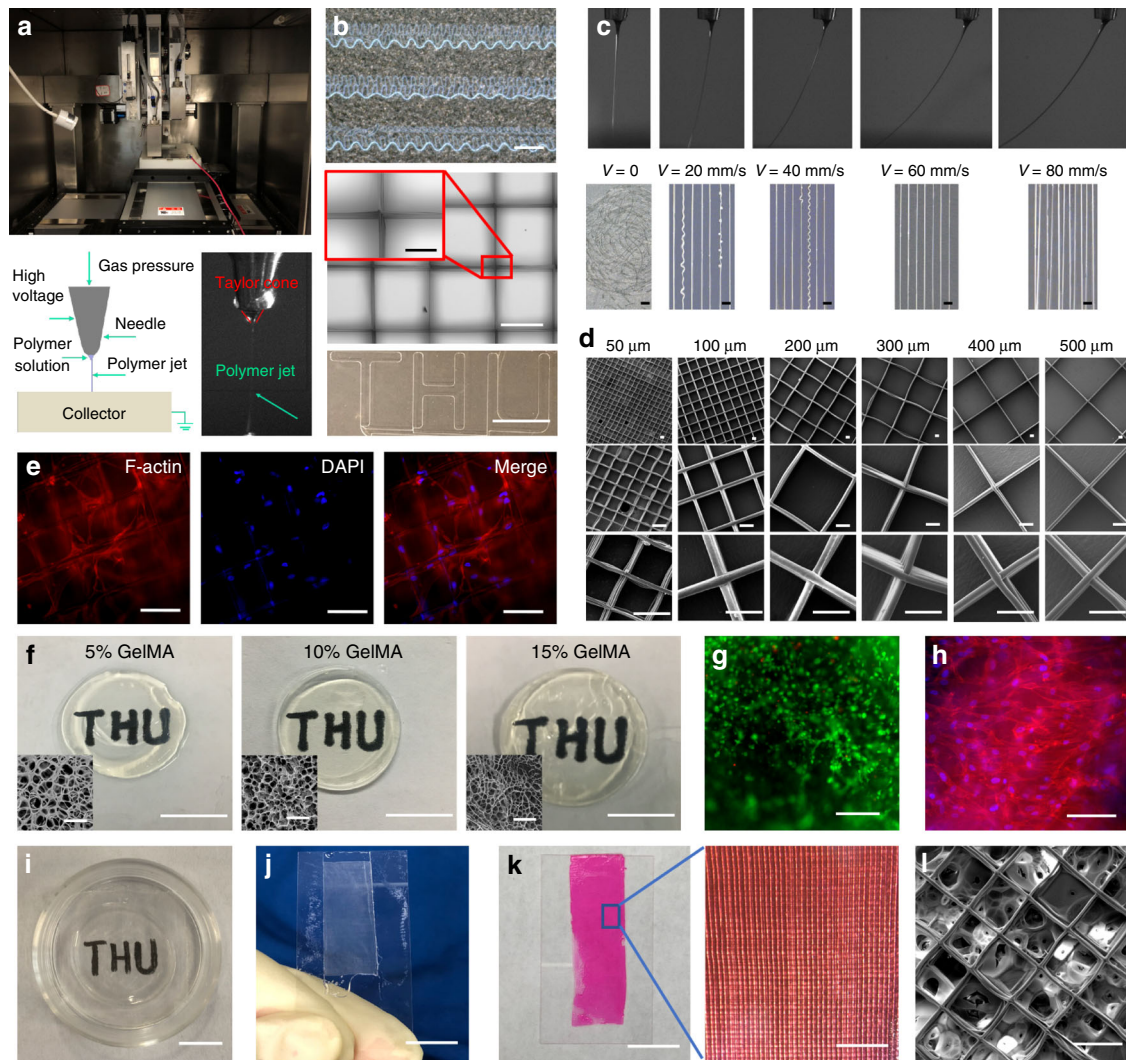 a
Gas pressure
High
voltage
Needle
Polymer
solution
Polymer jet
Collector
Taylor cone
Polymer jet
b
THU
c
V = 0
V = 20 mm/s
V = 40 mm/s
V = 60 mm/s
V = 80 mm/s
d
50 μm
100 μm
200 μm
300 μm
400 μm
500 μm
e
F-actin
DAPI
Merge
f
5% GelMA
10% GelMA
15% GelMA
THU
THU
THU
g
h
i
THU
j
k
l